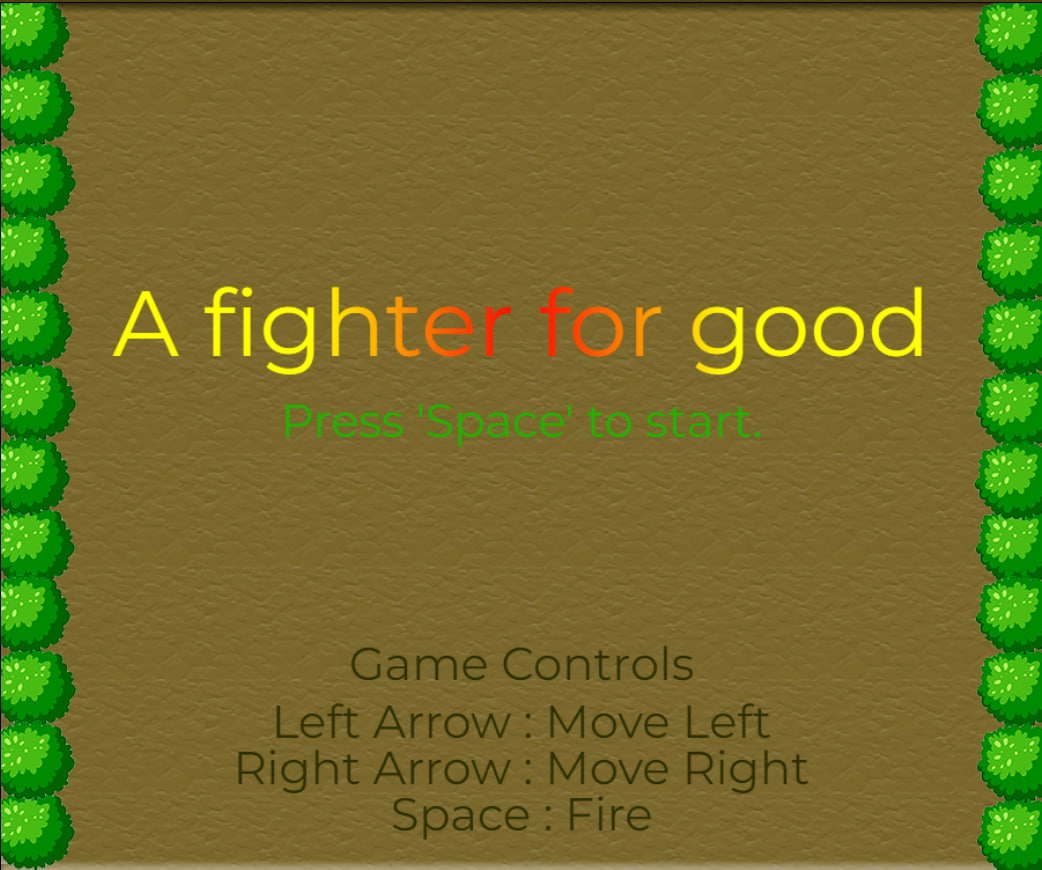 A fighter for good
Press 'Space' to start.
Game Controls
Left Arrow : Move Left
Right Arrow : Move Right
Space : Fire